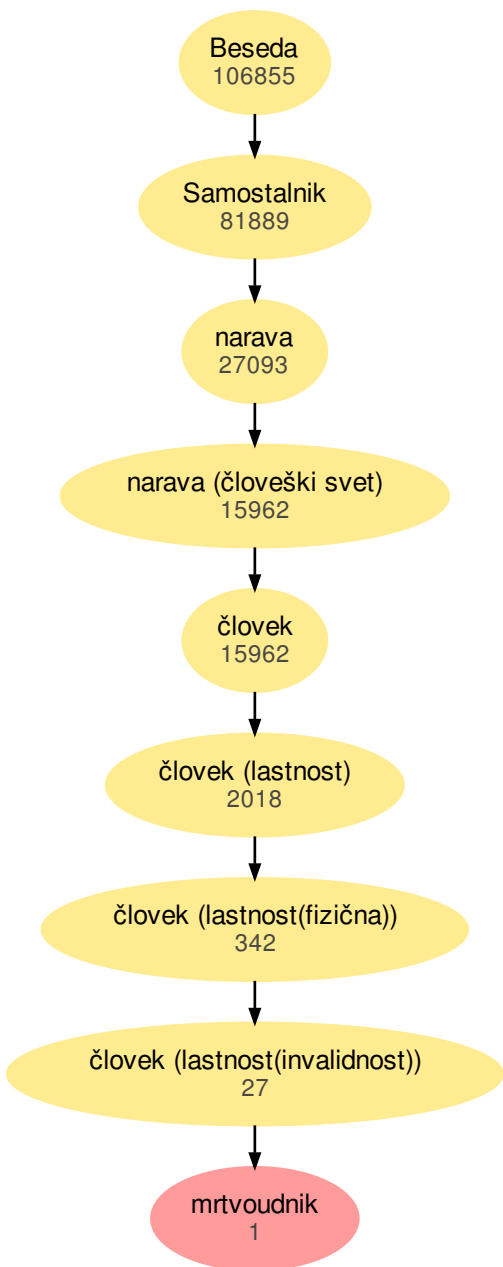 Beseda
106855
Samostalnik
81889
narava
27093
narava (človeški svet)
15962
človek
15962
človek (lastnost)
2018
človek (lastnost(fizična))
342
človek (lastnost(invalidnost))
27
mrtvoudnik
1